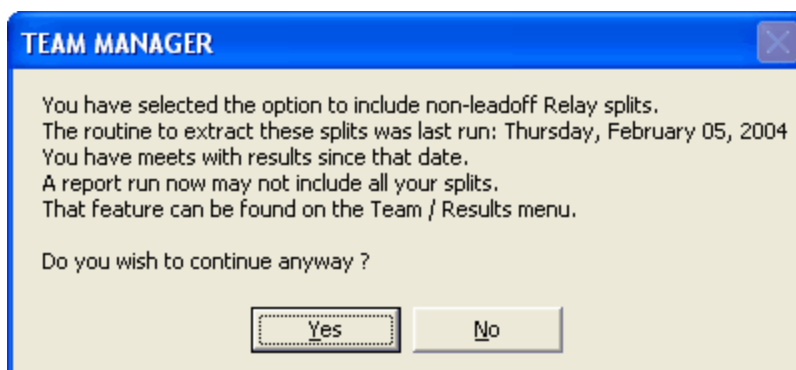 TEAM MANAGER
You have selected the option to include non-leadoff Relay splits.
The routine to extract these splits was last run: Thursday, February 05, 2004
You have meets with results since that date.
A report run now may not include all your splits.
That feature can be found on the Team / Results menu.
Do you wish to continue anyway ?
Yes No